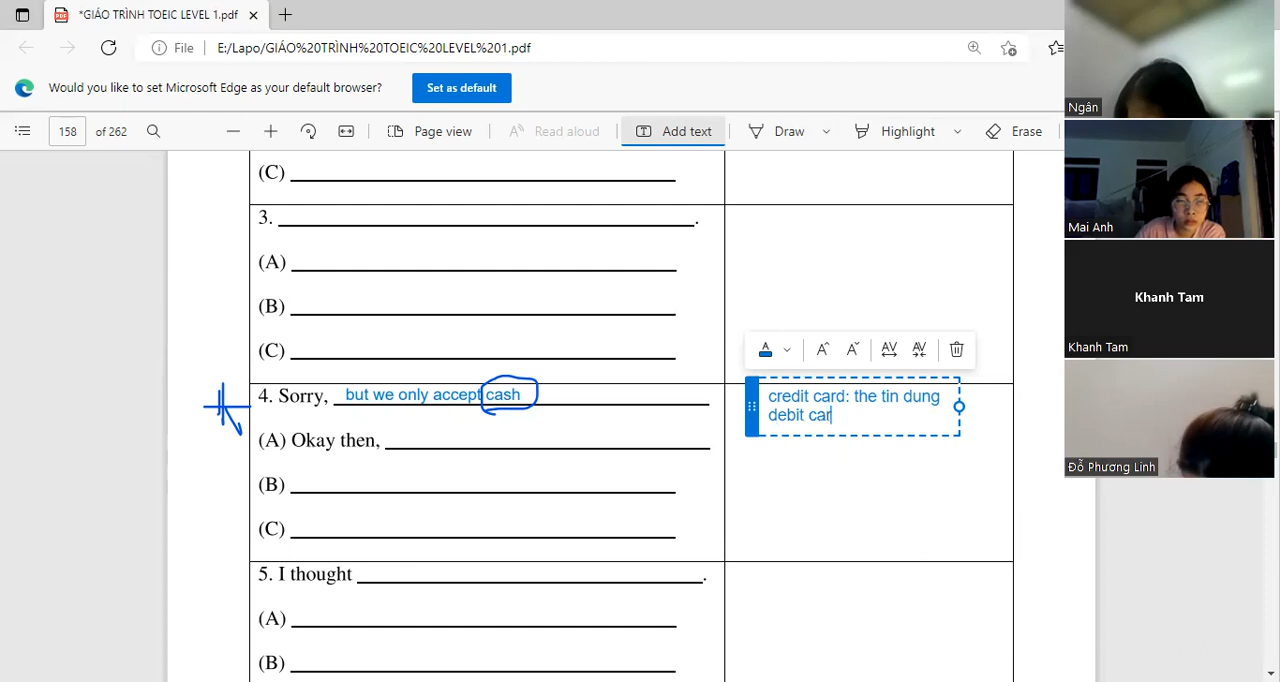 *GIÁO TRÌNH TOEIC LEVEL 1.pdf
File E:/Lapo/GIÁO%20TRÌNH%20TOEIC%20LEVEL%201.pdf
Would you like to set Microsoft Edge as your default browser? Set as default
158 of 262 Page view Read aloud Add text Draw Highlight Erase
(C)
3. .
(A)
(B)
(C)
4. Sorry, but we only accept cash
(A) Okay then,
(B)
(C)
5. I thought .
(A)
(B)
credit card: the tin dung
debit car
Ngân
Mai Anh
Khanh Tam
Khanh Tam
Đỗ Phương Linh